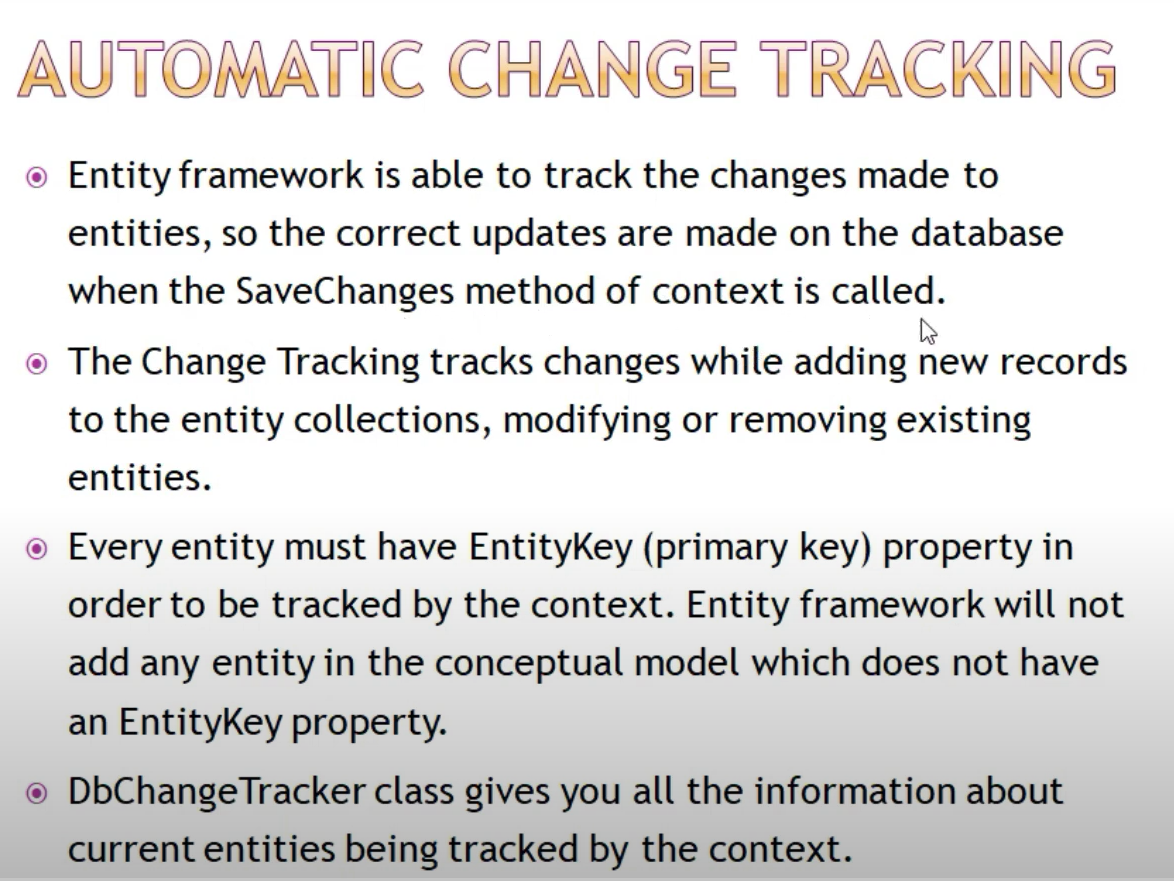 AUTOMATIC CHANGE TRACKING
Entity framework is able to track the changes made to
entities, so the correct updates are made on the database
when the SaveChanges method of context is called.
The Change Tracking tracks changes while adding new records
to the entity collections, modifying or removing existing
entities.
Every entity must have EntityKey (primary key) property in
order to be tracked by the context. Entity framework will not
add any entity in the conceptual model which does not have
an EntityKey property.
DbChangeTracker class gives you all the information about
current entities being tracked by the context.